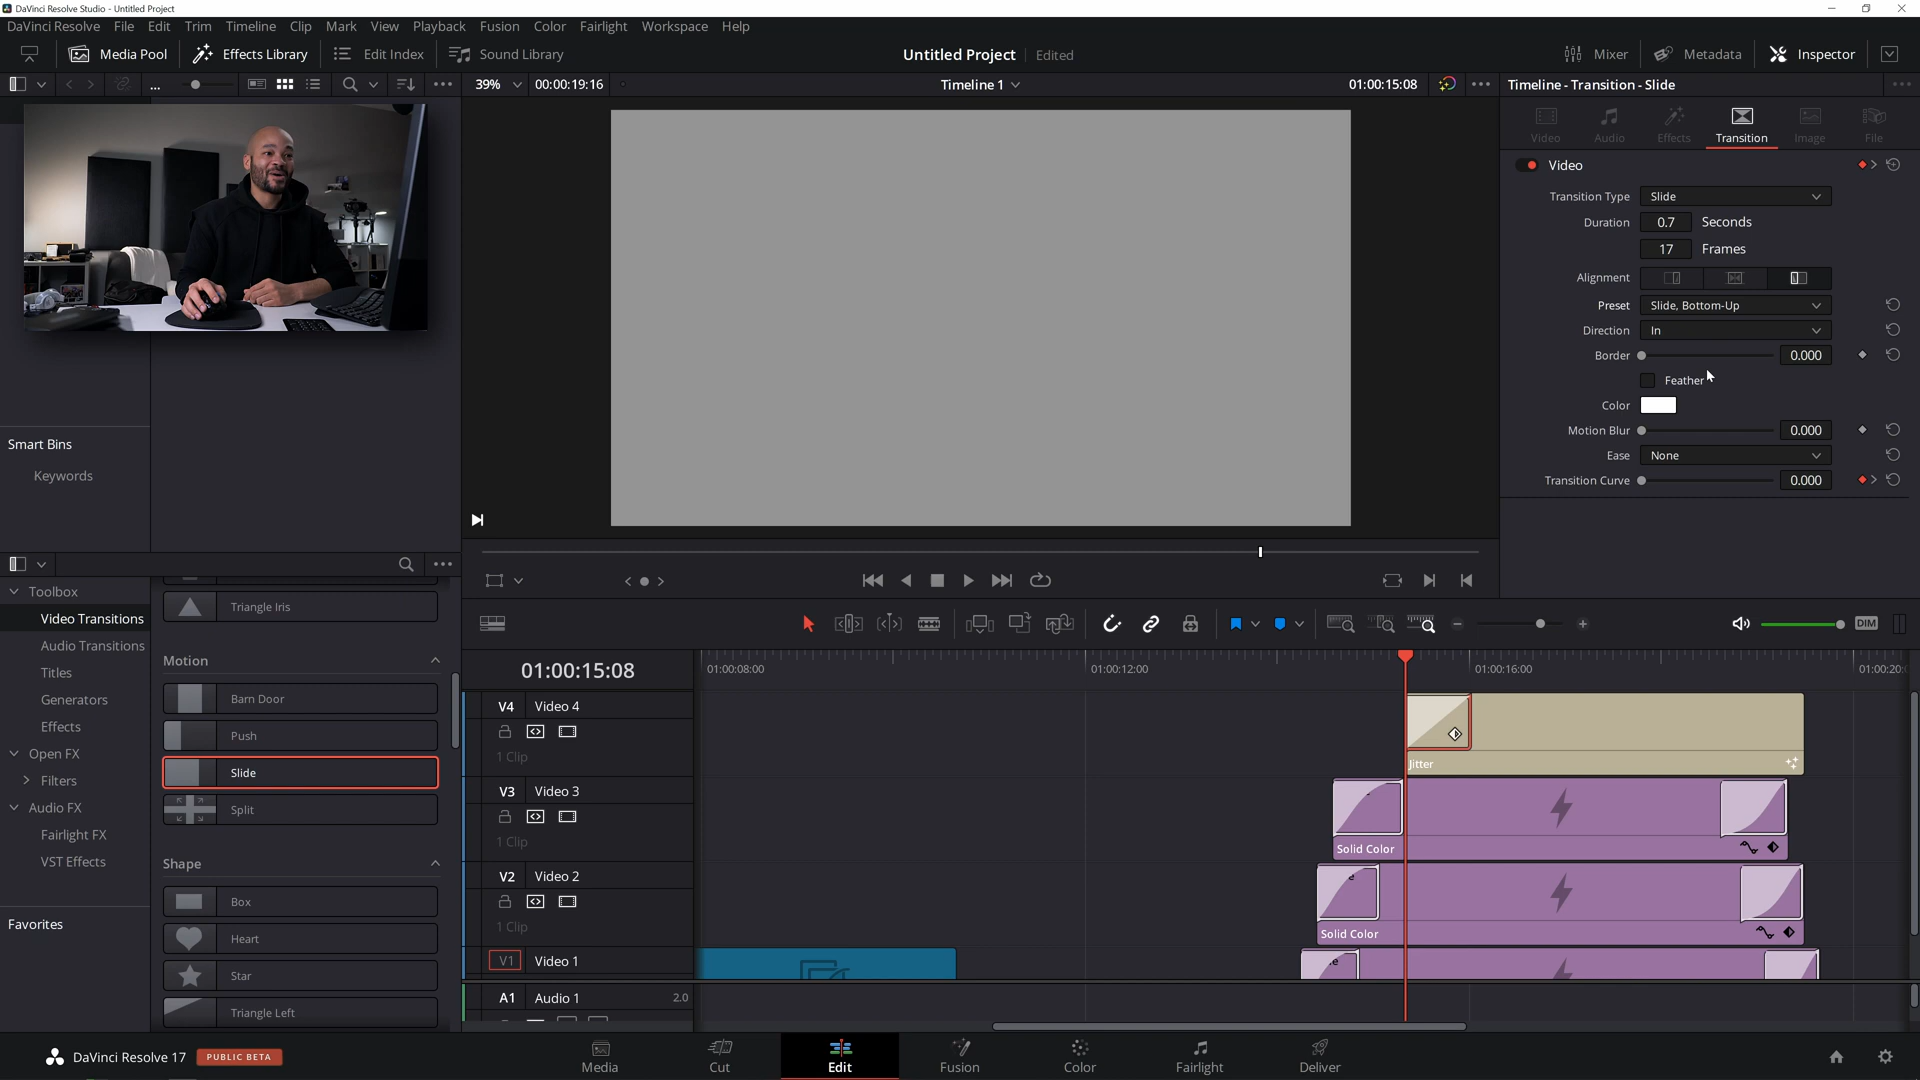 DaVinci Resolve Studio - Untitled Project
DaVinci Resolve File Edit Trim Timeline Clip Mark View Playback Fusion Color Fairlight Workspace Help
Media Pool Effects Library Edit Index Sound Library
Untitled Project Edited
Mixer Metadata Inspector
...
39% 00:00:19:16
Timeline 1
01:00:15:08
Timeline - Transition - Slide
Video Audio Effects Transition Image File
Video
Transition Type Slide
Duration 0.7 Seconds
17 Frames
Alignment
Preset Slide, Bottom-Up
Direction In
Border 0.000
Feather
Color
Motion Blur 0.000
Ease None
Transition Curve 0.000
Smart Bins
Keywords
Toolbox
Video Transitions
Audio Transitions
Titles
Generators
Effects
Open FX
Filters
Audio FX
Fairlight FX
VST Effects
Favorites
Triangle Iris
Motion
Barn Door
Push
Slide
Split
Shape
Box
Heart
Star
Triangle Left
DIM
01:00:15:08
01:00:08:00
01:00:12:00
01:00:16:00
01:00:20:
V4 Video 4
1 Clip
Jitter
V3 Video 3
1 Clip
Solid Color
V2 Video 2
1 Clip
Solid Color
V1 Video 1
A1 Audio 1 2.0
DaVinci Resolve 17 PUBLIC BETA
Media Cut Edit Fusion Color Fairlight Deliver